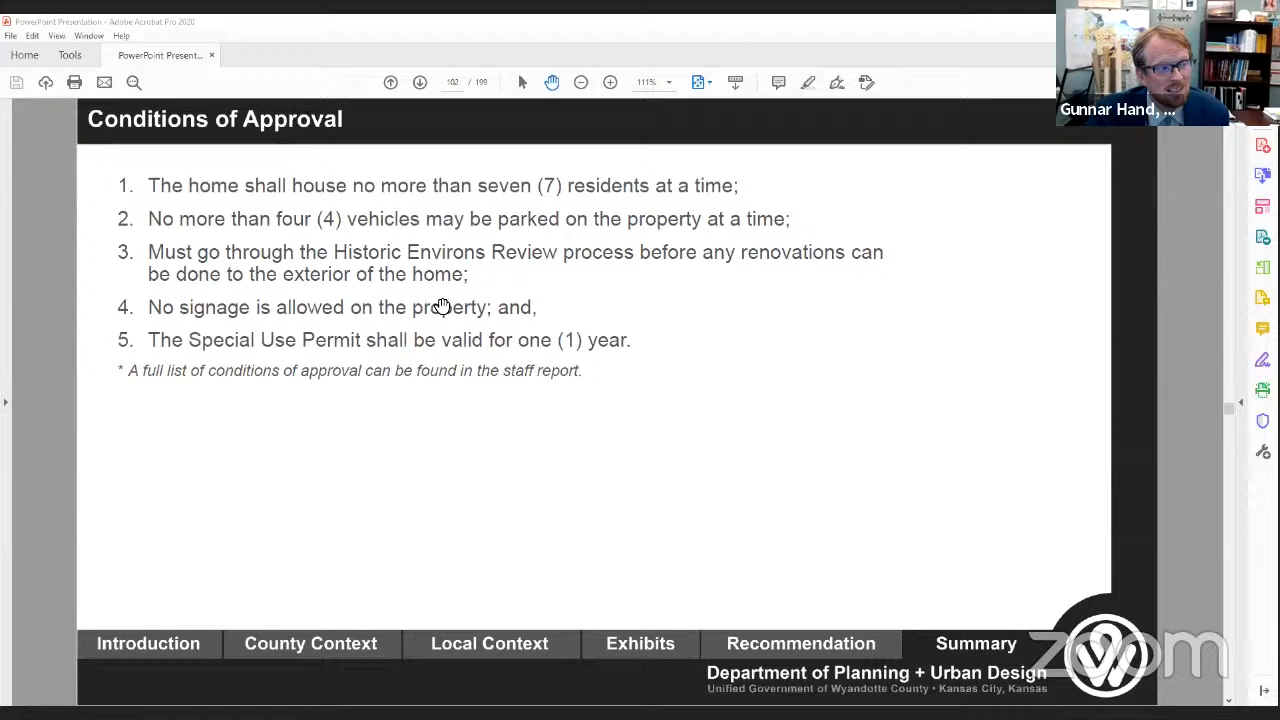 PowerPoint Presentation - Adobe Acrobat Pro 2020
File Edit View Window Help
Home Tools PowerPoint Present... ×
102 / 199 111%
Gunnar Hand, ...
Conditions of Approval
1. The home shall house no more than seven (7) residents at a time;
2. No more than four (4) vehicles may be parked on the property at a time;
3. Must go through the Historic Environs Review process before any renovations can
be done to the exterior of the home;
4. No signage is allowed on the property; and,
5. The Special Use Permit shall be valid for one (1) year.
* A full list of conditions of approval can be found in the staff report.
Introduction County Context Local Context Exhibits Recommendation Summary
Department of Planning + Urban Design
Unified Government of Wyandotte County • Kansas City, Kansas
zoom